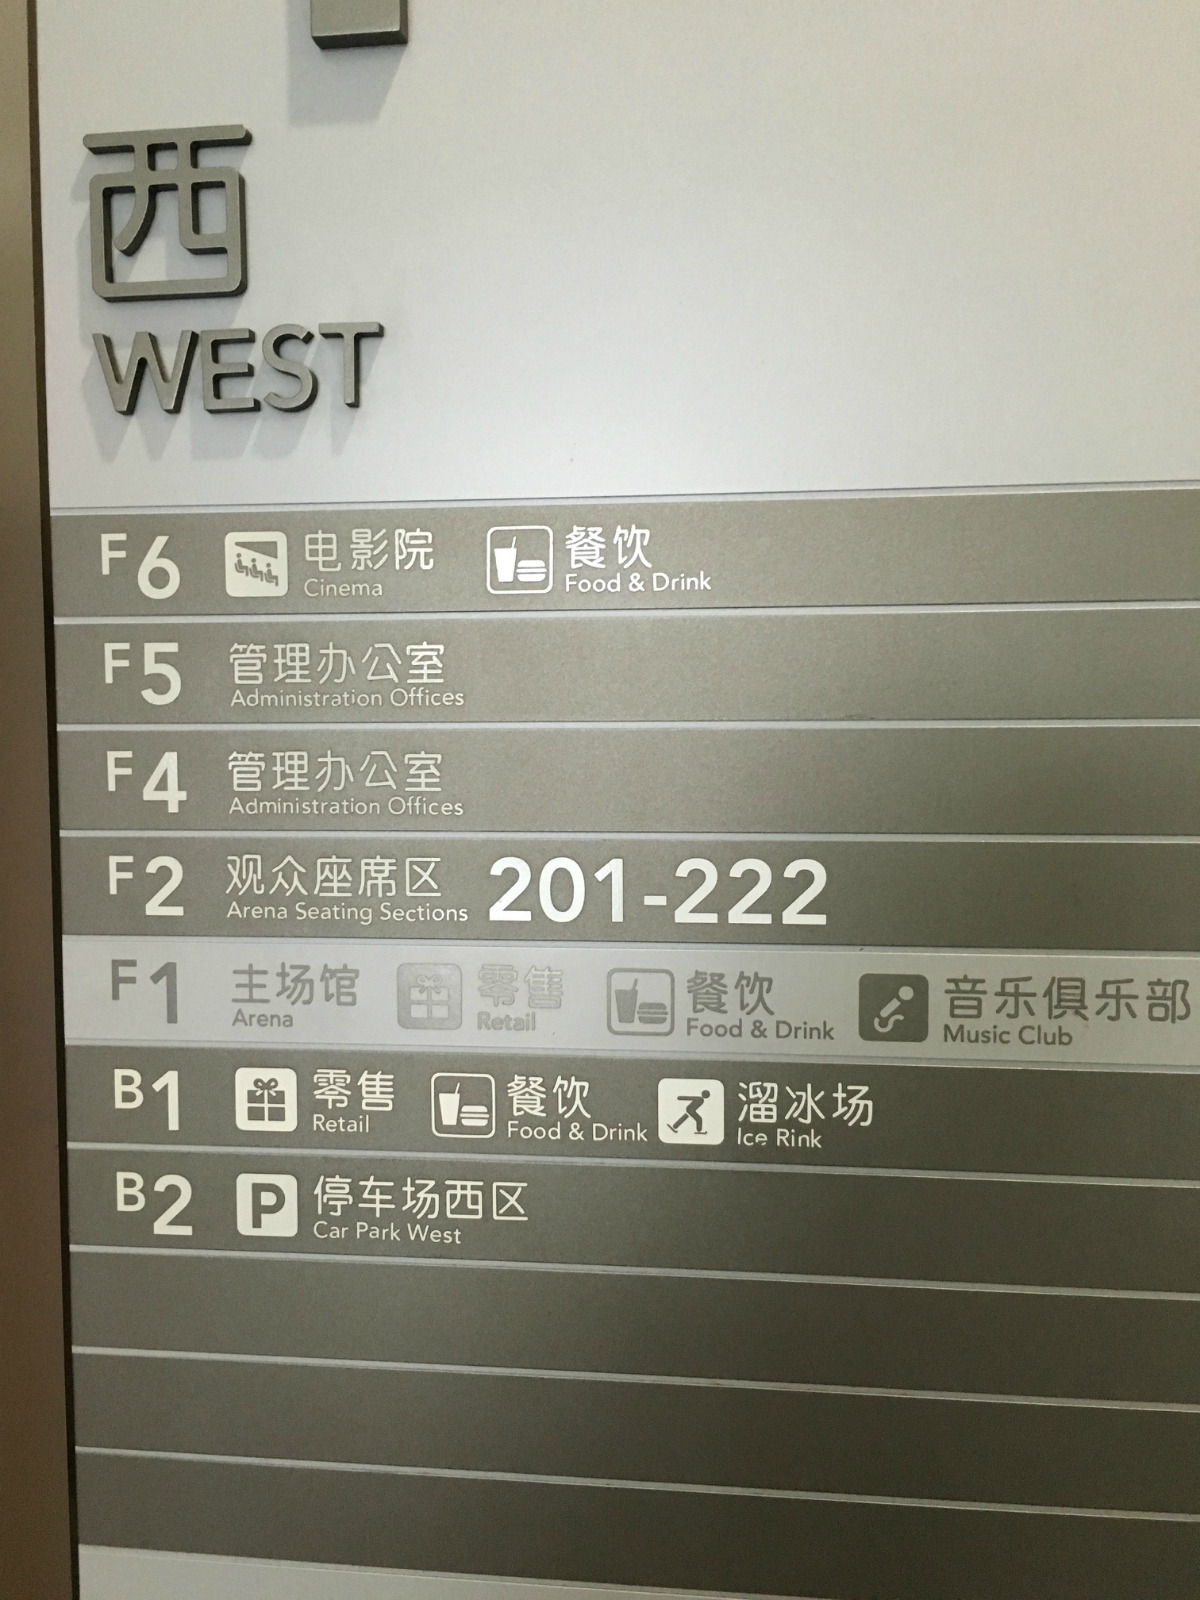 西
WEST
F6 电影院 餐饮
Cinema Food & Drink
F5 管理办公室
Administration Offices
F4 管理办公室
Administration Offices
F2 观众座席区 201-222
Arena Seating Sections
F1 主场馆 零售 餐饮 音乐俱乐部
Arena Retail Food & Drink Music Club
B1 零售 餐饮 溜冰场
Retail Food & Drink Ice Rink
B2 P 停车场西区
Car Park West